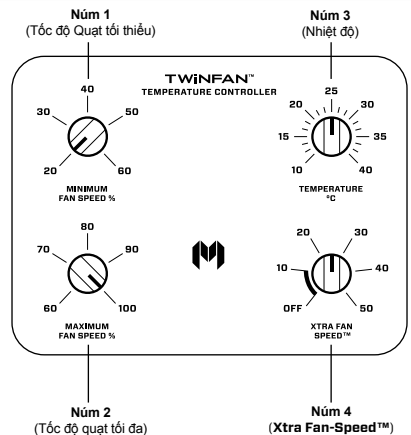 Núm 1
(Tốc độ Quạt tối thiểu)
Núm 3
(Nhiệt độ)
TWiNFAN™
TEMPERATURE CONTROLLER
40
30 50
20 60
MINIMUM
FAN SPEED %
25
20 30
15 35
10 40
TEMPERATURE
°C
80
70 90
60 100
MAXIMUM
FAN SPEED %
20 30
10 40
OFF 50
XTRA FAN
SPEED™
Núm 2
(Tốc độ quạt tối đa)
Núm 4
(Xtra Fan-Speed™)